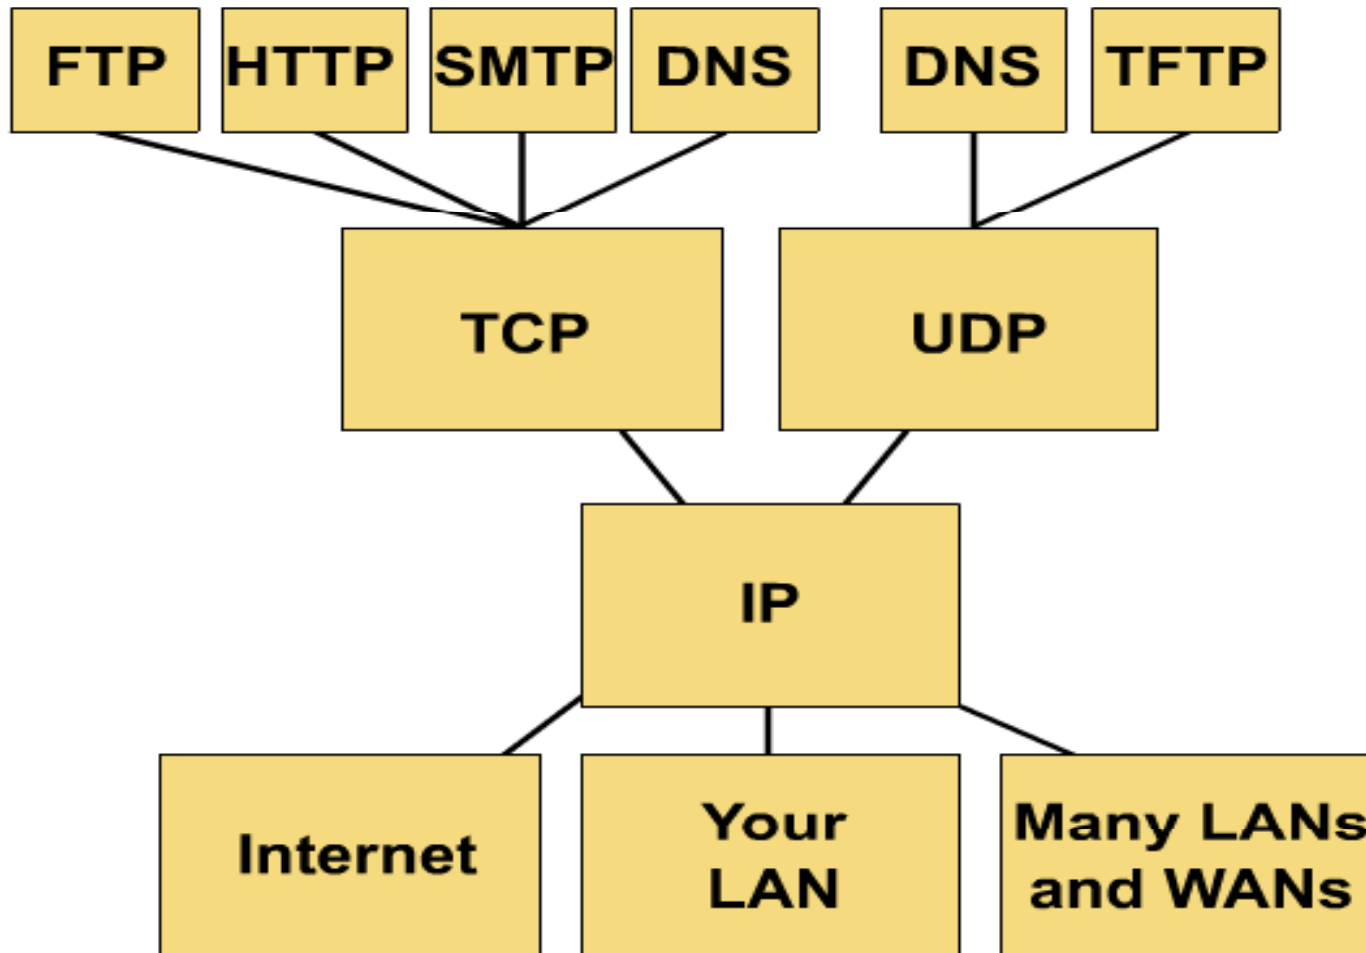 FTP
HTTP
SMTP
DNS
DNS
TFTP
TCP
UDP
IP
Internet
Your
LAN
Many LANs
and WANs